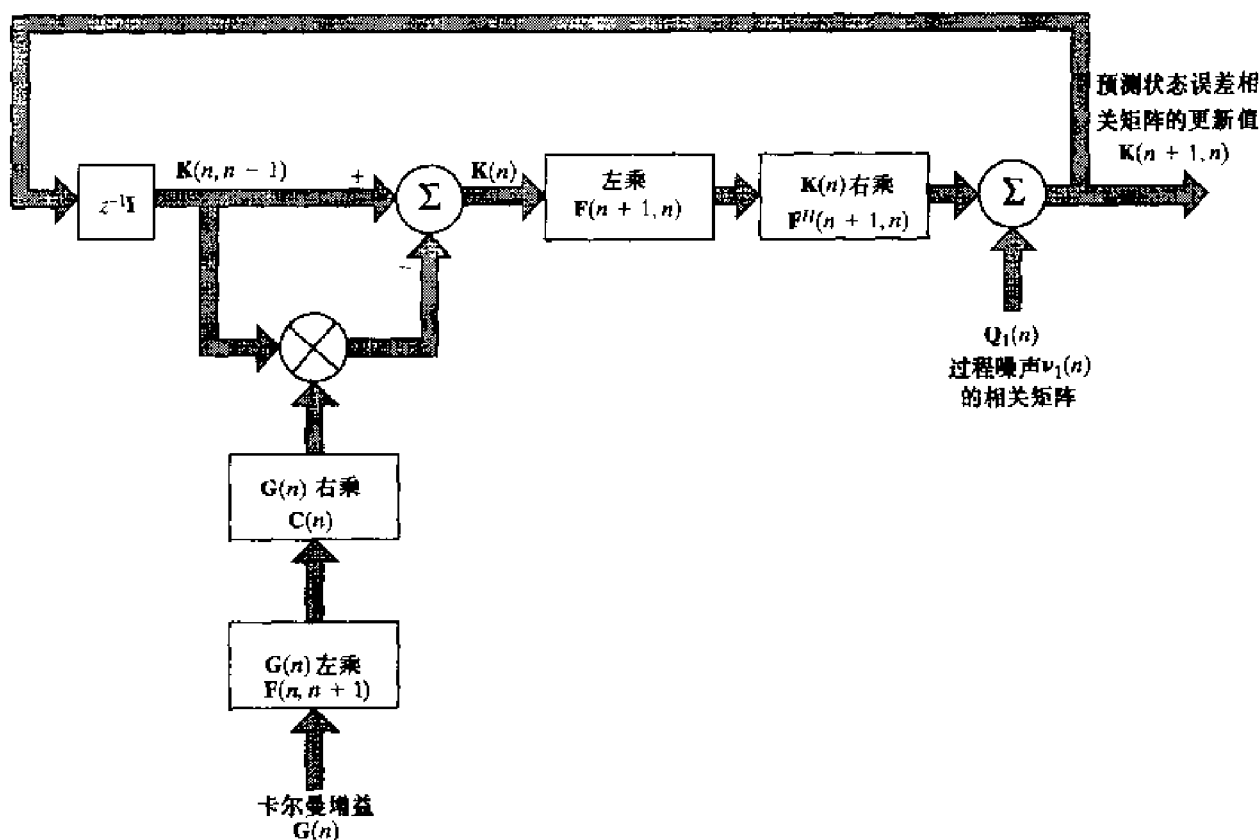 预测状态误差相
关矩阵的更新值
K(n + 1, n)
K(n, n − 1)
+
Σ
K(n)
z⁻¹I
左乘
F(n + 1, n)
K(n) 右乘
Fᴴ(n + 1, n)
Σ
−
Q₁(n)
过程噪声ν₁(n)
的相关矩阵
G(n) 右乘
C(n)
G(n) 左乘
F(n, n + 1)
卡尔曼增益
G(n)